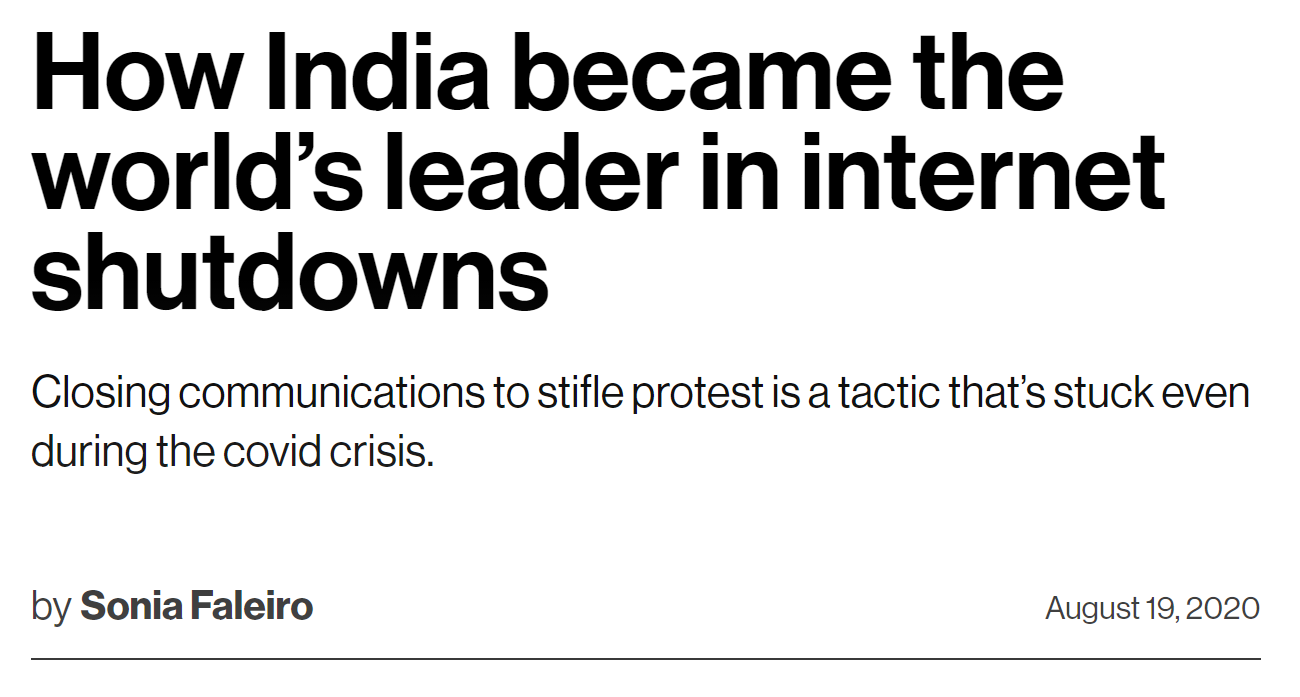 How India became the
world’s leader in internet
shutdowns
Closing communications to stifle protest is a tactic that’s stuck even
during the covid crisis.
by Sonia Faleiro
August 19, 2020